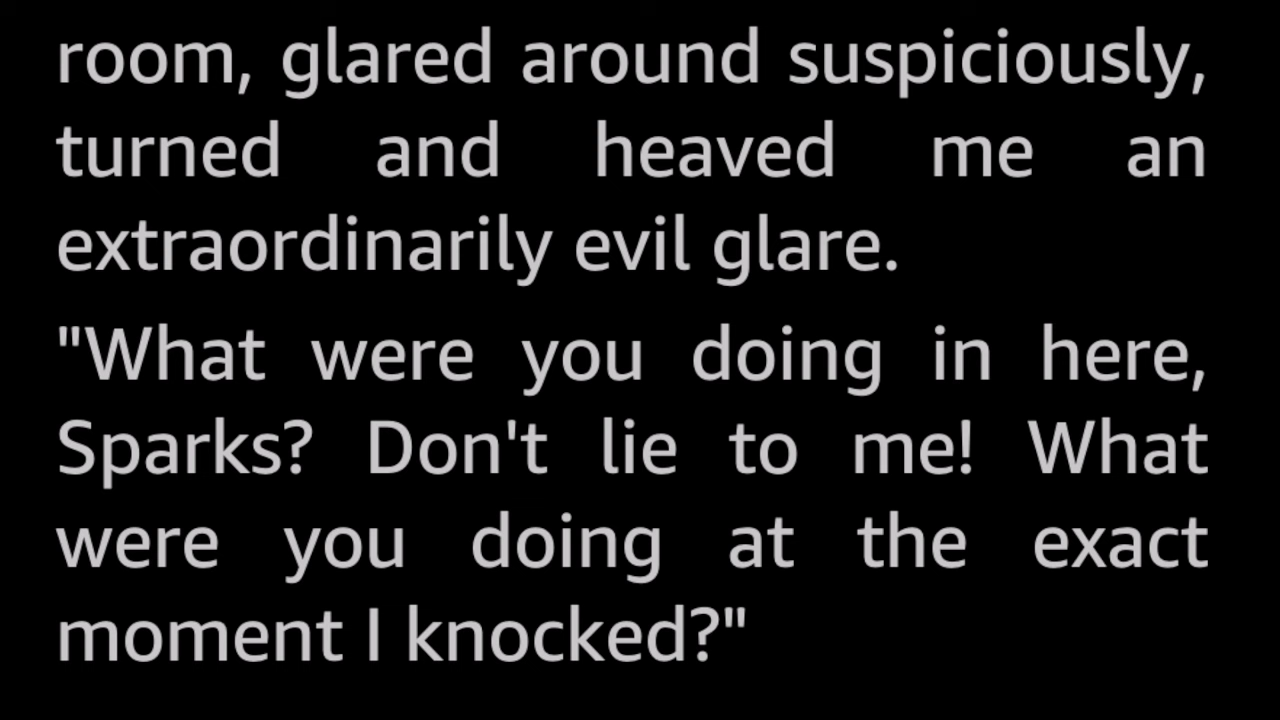 room, glared around suspiciously,
turned and heaved me an
extraordinarily evil glare.
"What were you doing in here,
Sparks? Don't lie to me! What
were you doing at the exact
moment I knocked?"